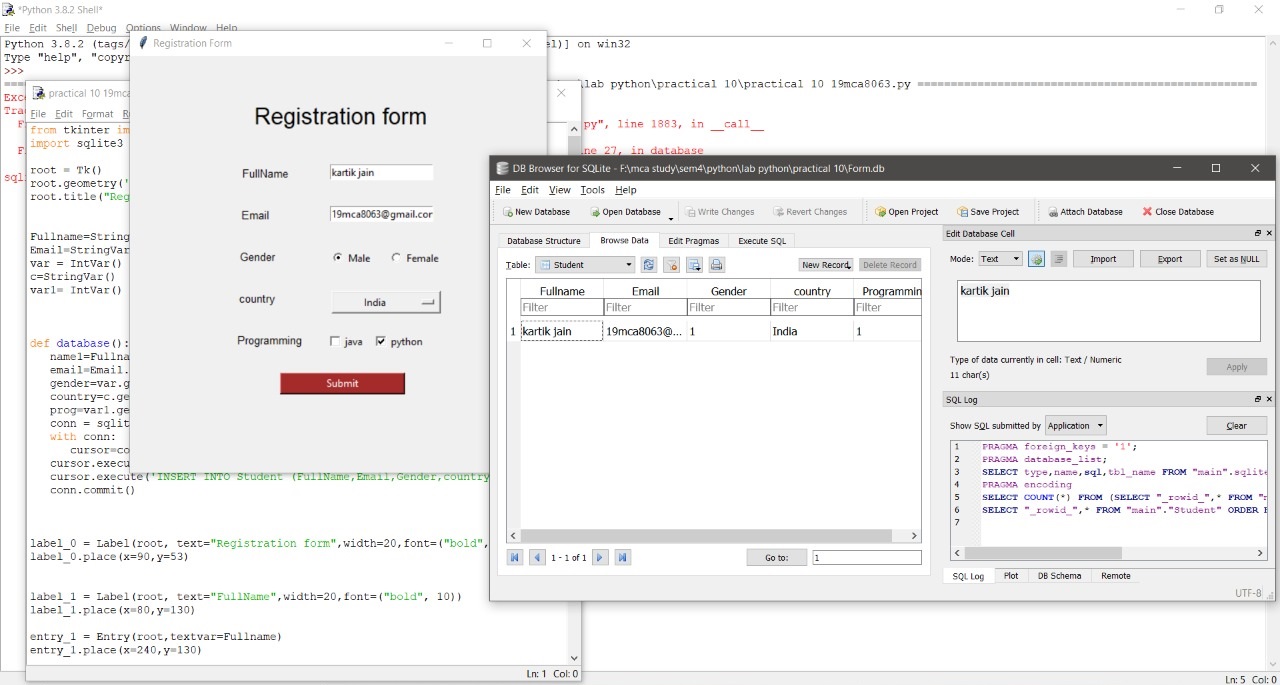 *Python 3.8.2 Shell*
File Edit Shell Debug Options Window Help
Python 3.8.2 (tags/
el)] on win32
Type "help", "copyr
>>>
\lab python\practical 10\practical 10 19mca8063.py
Exce
Tra
py", line 1883, in __call__
ne 27, in database
sql
practical 10 19mca
File Edit Format R
from tkinter im
import sqlite3
root = Tk()
root.geometry('
root.title("Reg
Fullname=String
Email=StringVar
var = IntVar()
c=StringVar()
var1= IntVar()
def database():
name1=Fullna
email=Email.
gender=var.g
country=c.ge
prog=var1.ge
conn = sqlit
with conn:
cursor=co
cursor.execu
cursor.execute('INSERT INTO Student (FullName,Email,Gender,country
conn.commit()
label_0 = Label(root, text="Registration form",width=20,font=("bold",
label_0.place(x=90,y=53)
label_1 = Label(root, text="FullName",width=20,font=("bold", 10))
label_1.place(x=80,y=130)
entry_1 = Entry(root,textvar=Fullname)
entry_1.place(x=240,y=130)
Ln: 1 Col: 0
Registration Form
Registration form
FullName kartik jain
Email 19mca8063@gmail.cor
Gender Male Female
country India
Programming java python
Submit
DB Browser for SQLite - F:\mca study\sem4\python\lab python\practical 10\Form.db
File Edit View Tools Help
New Database Open Database Write Changes Revert Changes Open Project Save Project Attach Database Close Database
Database Structure Browse Data Edit Pragmas Execute SQL
Table: Student New Record Delete Record
Fullname Email Gender country Programmin
Filter Filter Filter Filter Filter
1 kartik jain 19mca8063@... 1 India 1
1 - 1 of 1 Go to: 1
Edit Database Cell
Mode: Text Import Export Set as NULL
kartik jain
Type of data currently in cell: Text / Numeric
11 char(s)
Apply
SQL Log
Show SQL submitted by Application Clear
1 PRAGMA foreign_keys = '1';
2 PRAGMA database_list;
3 SELECT type,name,sql,tbl_name FROM "main".sqlite
4 PRAGMA encoding
5 SELECT COUNT(*) FROM (SELECT "_rowid_",* FROM "m
6 SELECT "_rowid_",* FROM "main"."Student" ORDER B
7
SQL Log Plot DB Schema Remote
UTF-8
Ln: 5 Col: 0